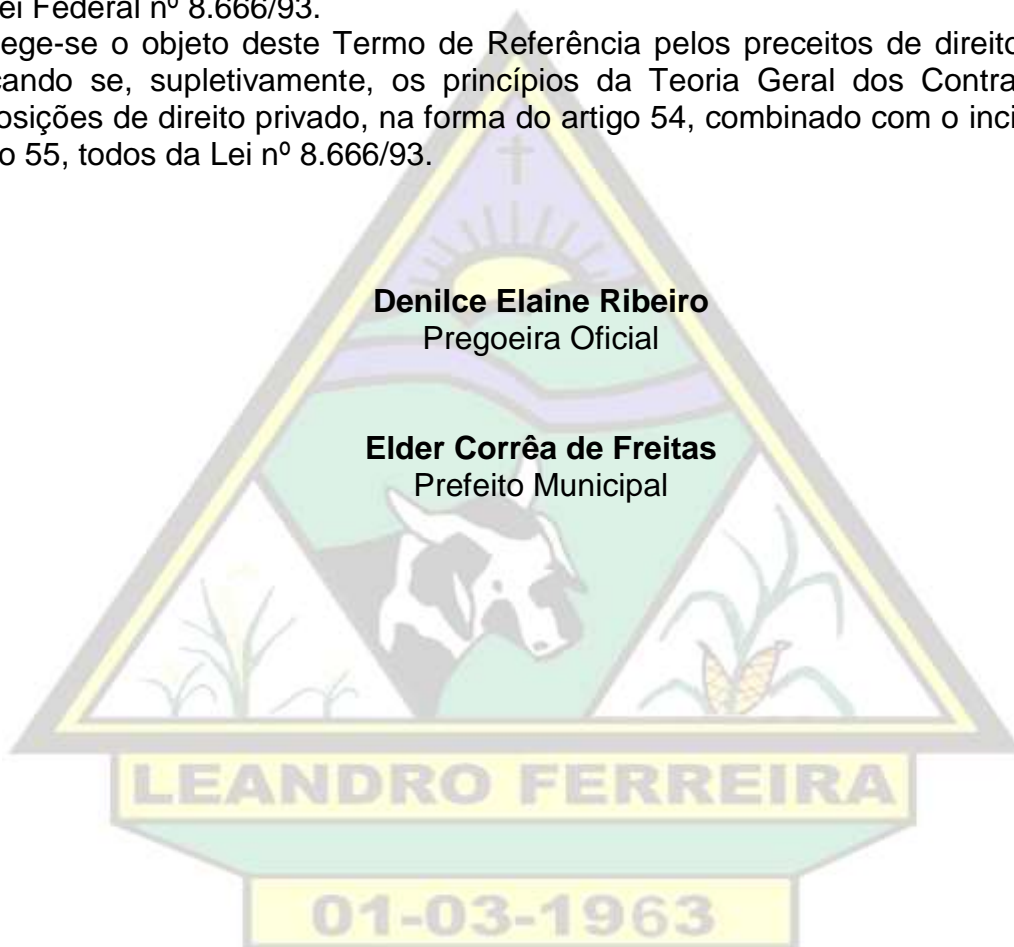 ei Federal nº 8.666/93.
ege-se o objeto deste Termo de Referência pelos preceitos de direito
cando se, supletivamente, os princípios da Teoria Geral dos Contra
osições de direito privado, na forma do artigo 54, combinado com o inci
o 55, todos da Lei nº 8.666/93.
Denilce Elaine Ribeiro
Pregoeira Oficial
Elder Corrêa de Freitas
Prefeito Municipal
LEANDRO FERREIRA
01-03-1963